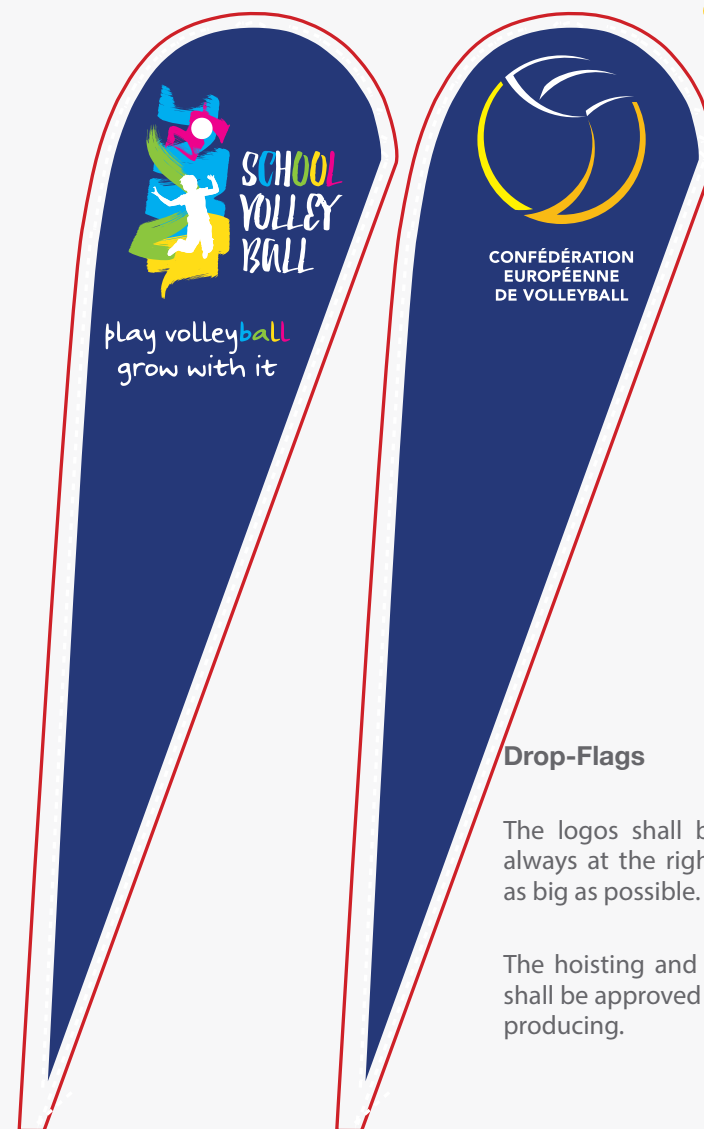 SCHOOL
VOLLEY
BALL
play volleyball
grow with it
CONFÉDÉRATION
EUROPÉENNE
DE VOLLEYBALL
Drop-Flags
The logos shall
always at the
as big as possible.
The hoisting and
shall be approved
producing.